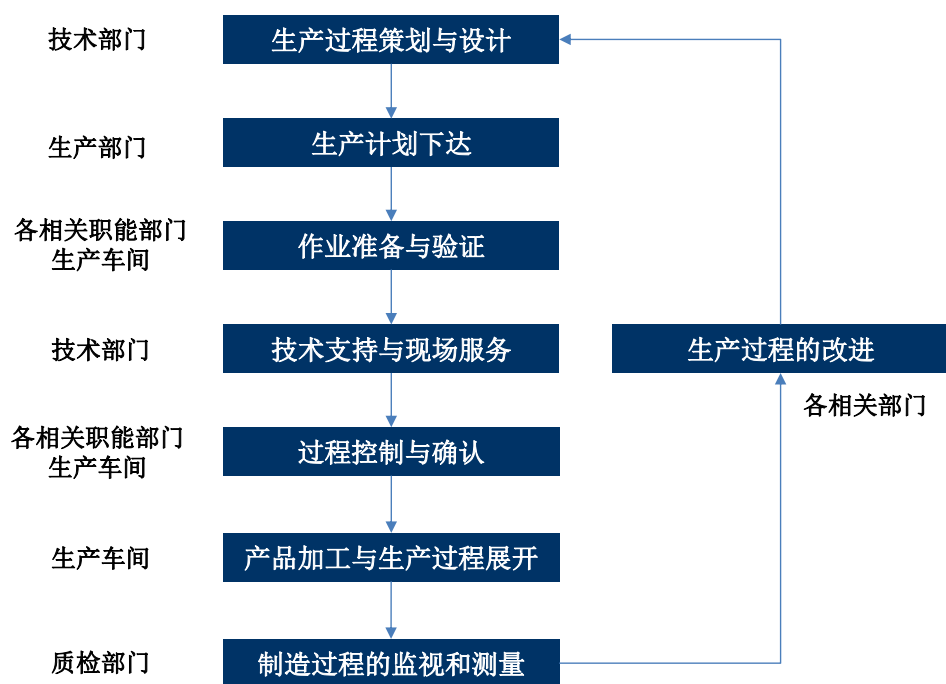 技术部门
生产过程策划与设计
生产部门
生产计划下达
各相关职能部门
生产车间
作业准备与验证
技术部门
技术支持与现场服务
生产过程的改进
各相关部门
各相关职能部门
生产车间
过程控制与确认
生产车间
产品加工与生产过程展开
质检部门
制造过程的监视和测量